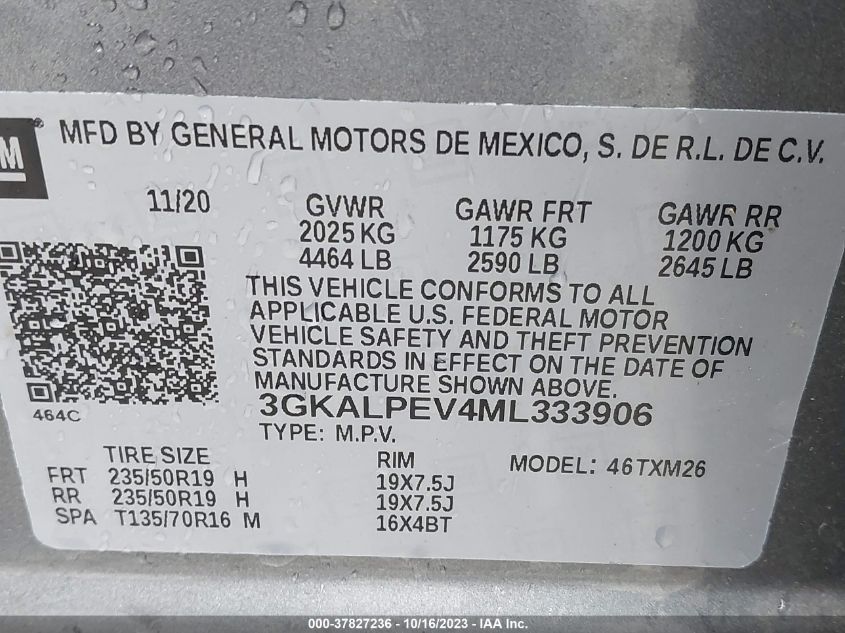 M
MFD BY GENERAL MOTORS DE MEXICO, S. DE R.L. DE C.V.
11/20
GVWR GAWR FRT GAWR RR
2025 KG 1175 KG 1200 KG
4464 LB 2590 LB 2645 LB
THIS VEHICLE CONFORMS TO ALL
APPLICABLE U.S. FEDERAL MOTOR
VEHICLE SAFETY AND THEFT PREVENTION
STANDARDS IN EFFECT ON THE DATE OF
MANUFACTURE SHOWN ABOVE.
464C
3GKALPEV4ML333906
TYPE: M.P.V.
TIRE SIZE RIM MODEL: 46TXM26
FRT 235/50R19 H 19X7.5J
RR 235/50R19 H 19X7.5J
SPA T135/70R16 M 16X4BT
000-37827236 - 10/16/2023 - IAA Inc.